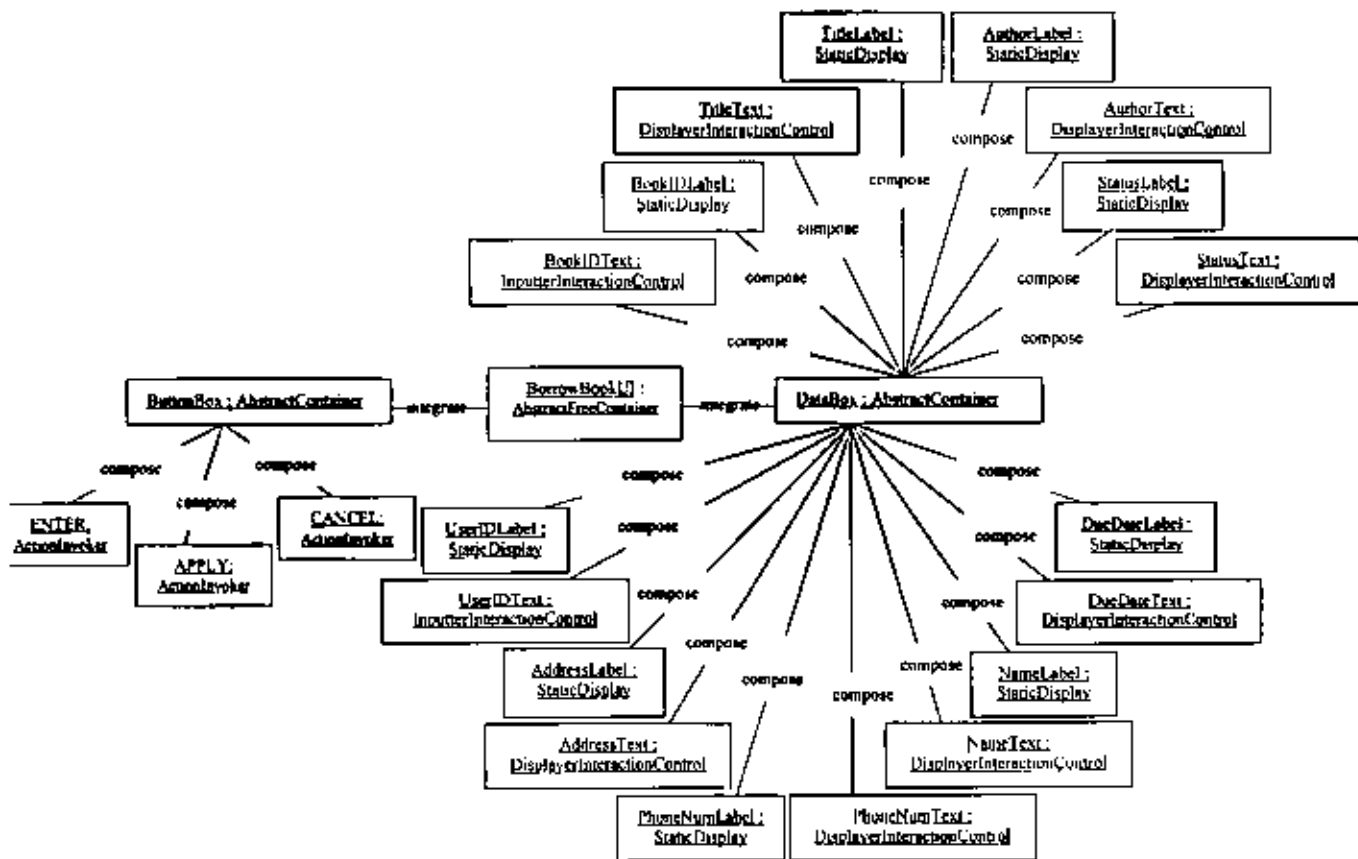 TitleLabel :
StaticDisplay
AuthorLabel :
StaticDisplay
TitleText :
DisplayerInteractionControl
AuthorText :
DisplayerInteractionControl
compose
compose
BookIDLabel :
StaticDisplay
StatusLabel :
StaticDisplay
compose
compose
BookIDText :
InputterInteractionControl
StatusText :
DisplayerInteractionControl
compose
compose
compose
compose
ButtonBox : AbstractContainer
integrate
BorrowBook[J] :
AbstractFreeContainer
integrate
DataBox : AbstractContainer
compose
compose
compose
compose
compose
ENTER:
ActionInvoker
APPLY:
ActionInvoker
CANCEL:
ActionInvoker
UserIDLabel :
StaticDisplay
DueDateLabel :
StaticDisplay
compose
compose
UserIDText :
InputterInteractionControl
DueDateText :
DisplayerInteractionControl
compose
compose
compose
compose
compose
compose
AddressLabel :
StaticDisplay
NameLabel :
StaticDisplay
AddressText :
DisplayerInteractionControl
NameText :
DisplayerInteractionControl
PhoneNumLabel :
StaticDisplay
PhoneNumText :
DisplayerInteractionControl